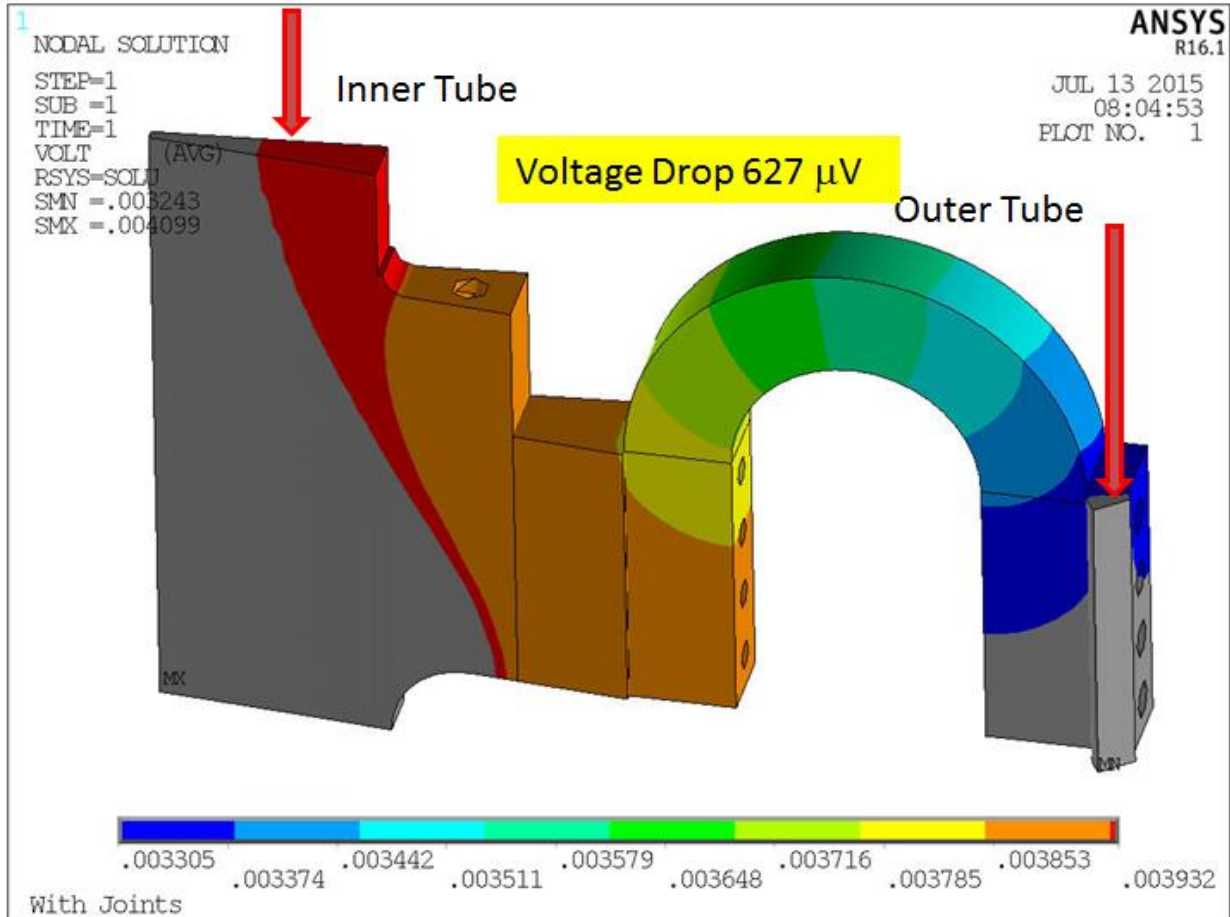 1
NODAL SOLUTION
STEP=1
SUB =1
TIME=1
VOLT (AVG)
RSYS=SOLU
SMN =.003243
SMX =.004099
ANSYS
R16.1
JUL 13 2015
08:04:53
PLOT NO. 1
Inner Tube
Voltage Drop 627 μV
Outer Tube
MX
MN
.003305 .003442 .003579 .003716 .003853
.003374 .003511 .003648 .003785 .003932
With Joints